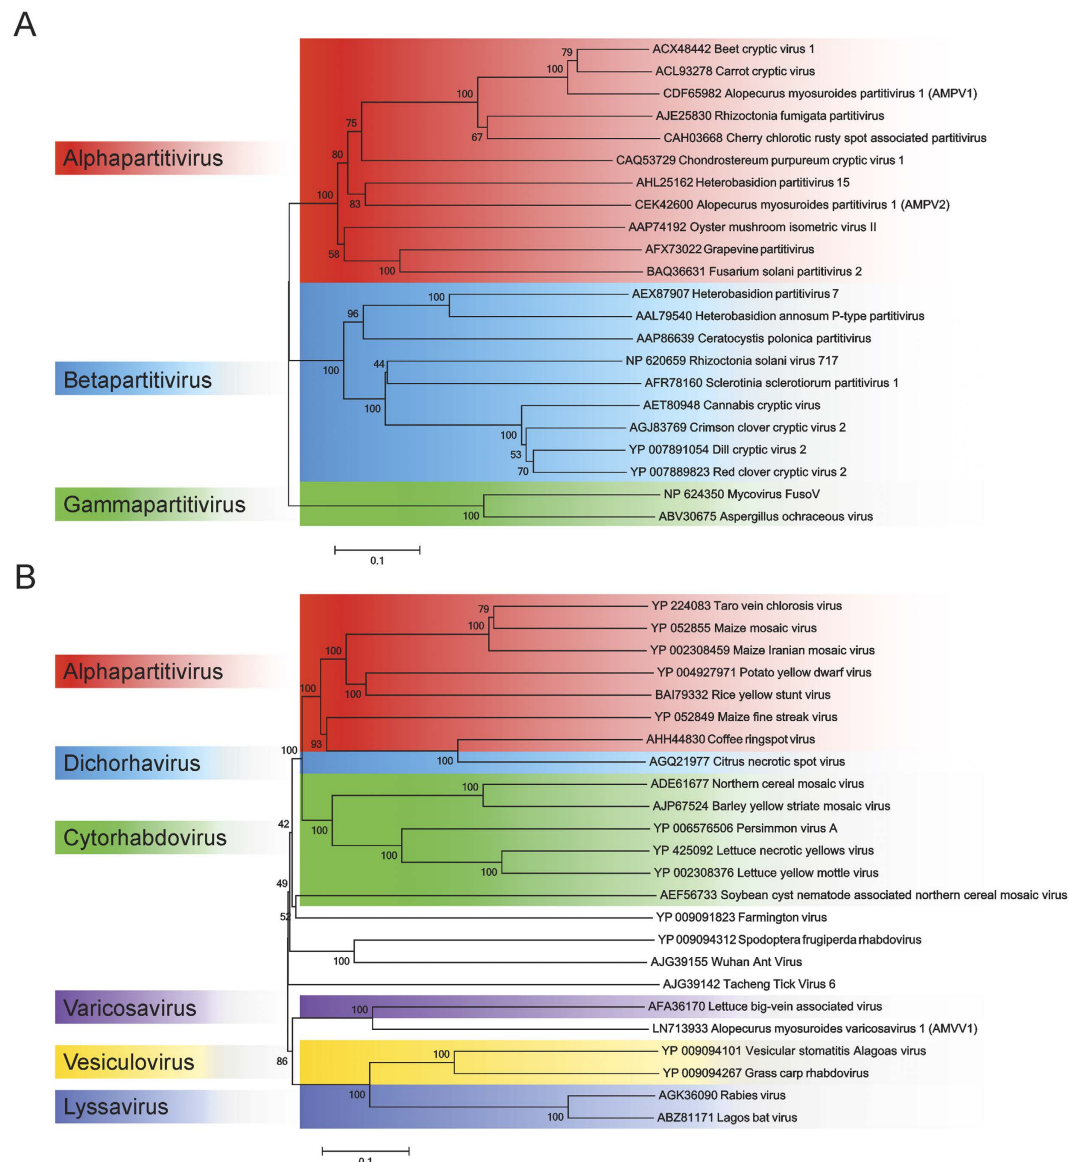 A
79
ACX48442 Beet cryptic virus 1
100
ACL93278 Carrot cryptic virus
100
CDF65982 Alopecurus myosuroides partitivirus 1 (AMPV1)
75
AJE25830 Rhizoctonia fumigata partitivirus
67
CAH03668 Cherry chlorotic rusty spot associated partitivirus
Alphapartitivirus
80
CAQ53729 Chondrostereum purpureum cryptic virus 1
AHL25162 Heterobasidion partitivirus 15
100
83
CEK42600 Alopecurus myosuroides partitivirus 1 (AMPV2)
AAP74192 Oyster mushroom isometric virus II
58
AFX73022 Grapevine partitivirus
100
BAQ36631 Fusarium solani partitivirus 2
100
AEX87907 Heterobasidion partitivirus 7
96
AAL79540 Heterobasidion annosum P-type partitivirus
AAP86639 Ceratocystis polonica partitivirus
44
NP 620659 Rhizoctonia solani virus 717
Betapartitivirus
100
AFR78160 Sclerotinia sclerotiorum partitivirus 1
100
AET80948 Cannabis cryptic virus
100
AGJ83769 Crimson clover cryptic virus 2
53
YP 007891054 Dill cryptic virus 2
70
YP 007889823 Red clover cryptic virus 2
Gammapartitivirus
NP 624350 Mycovirus FusoV
100
ABV30675 Aspergillus ochraceous virus
0.1
B
79
YP 224083 Taro vein chlorosis virus
100
YP 052855 Maize mosaic virus
100
YP 002308459 Maize Iranian mosaic virus
Alphapartitivirus
YP 004927971 Potato yellow dwarf virus
100
100
BAI79332 Rice yellow stunt virus
YP 052849 Maize fine streak virus
93
AHH44830 Coffee ringspot virus
100
Dichorhavirus
100
AGQ21977 Citrus necrotic spot virus
100
ADE61677 Northern cereal mosaic virus
AJP67524 Barley yellow striate mosaic virus
Cytorhabdovirus
42
100
YP 006576506 Persimmon virus A
100
YP 425092 Lettuce necrotic yellows virus
100
YP 002308376 Lettuce yellow mottle virus
49
AEF56733 Soybean cyst nematode associated northern cereal mosaic virus
52
YP 009091823 Farmington virus
YP 009094312 Spodoptera frugiperda rhabdovirus
100
AJG39155 Wuhan Ant Virus
AJG39142 Tacheng Tick Virus 6
Varicosavirus
100
AFA36170 Lettuce big-vein associated virus
LN713933 Alopecurus myosuroides varicosavirus 1 (AMVV1)
Vesiculovirus
86
100
YP 009094101 Vesicular stomatitis Alagoas virus
YP 009094267 Grass carp rhabdovirus
100
Lyssavirus
AGK36090 Rabies virus
100
ABZ81171 Lagos bat virus
0.1